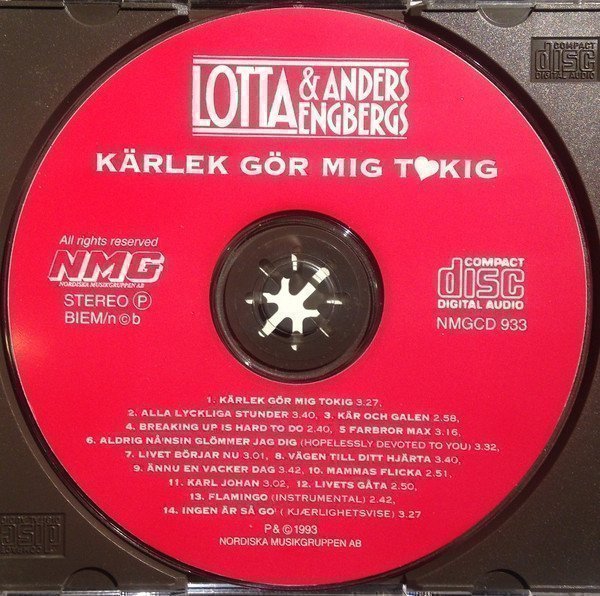 LOTTA & ANDERS
ENGBERGS
KÄRLEK GÖR MIG T♥KIG
All rights reserved
NMG
NORDISKA MUSIKGRUPPEN AB
STEREO Ⓟ
BIEM/n©b
COMPACT
disc
DIGITAL AUDIO
NMGCD 933
1. KÄRLEK GÖR MIG TOKIG 3.27,
2. ALLA LYCKLIGA STUNDER 3.40, 3. KÄR OCH GALEN 2.58,
4. BREAKING UP IS HARD TO DO 2.40, 5 FARBROR MAX 3.16,
6. ALDRIG NÅ'NSIN GLÖMMER JAG DIG (HOPELESSLY DEVOTED TO YOU) 3.32,
7. LIVET BÖRJAR NU 3.01, 8. VÄGEN TILL DITT HJÄRTA 3.40,
9. ÄNNU EN VACKER DAG 3.42, 10. MAMMAS FLICKA 2.51,
11. KARL JOHAN 3.02, 12. LIVETS GÅTA 2.50,
13. FLAMINGO (INSTRUMENTAL) 2.42,
14. INGEN ÄR SÅ GO' ( KJÆRLIGHETSVISE) 3.27
P & © 1993
NORDISKA MUSIKGRUPPEN AB
COMPACT
disc
DIGITAL AUDIO